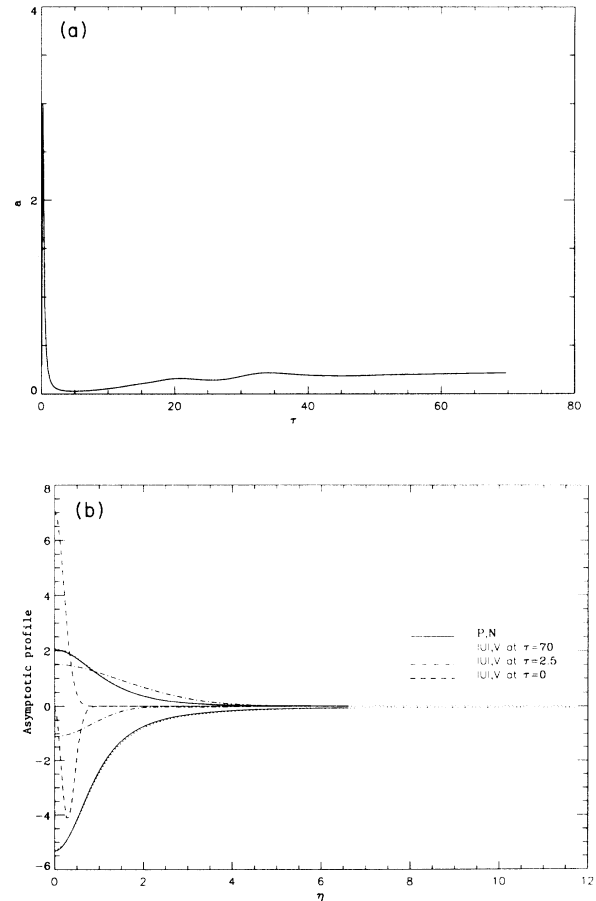 (a)
4
2
0
a
0 20 40 60 80
τ
(b)
8
6
4
2
0
−2
−4
−6
Asymptotic profile
P,N
|U|,V at τ=70
|U|,V at τ=2.5
|U|,V at τ=0
0 2 4 6 8 10 12
η